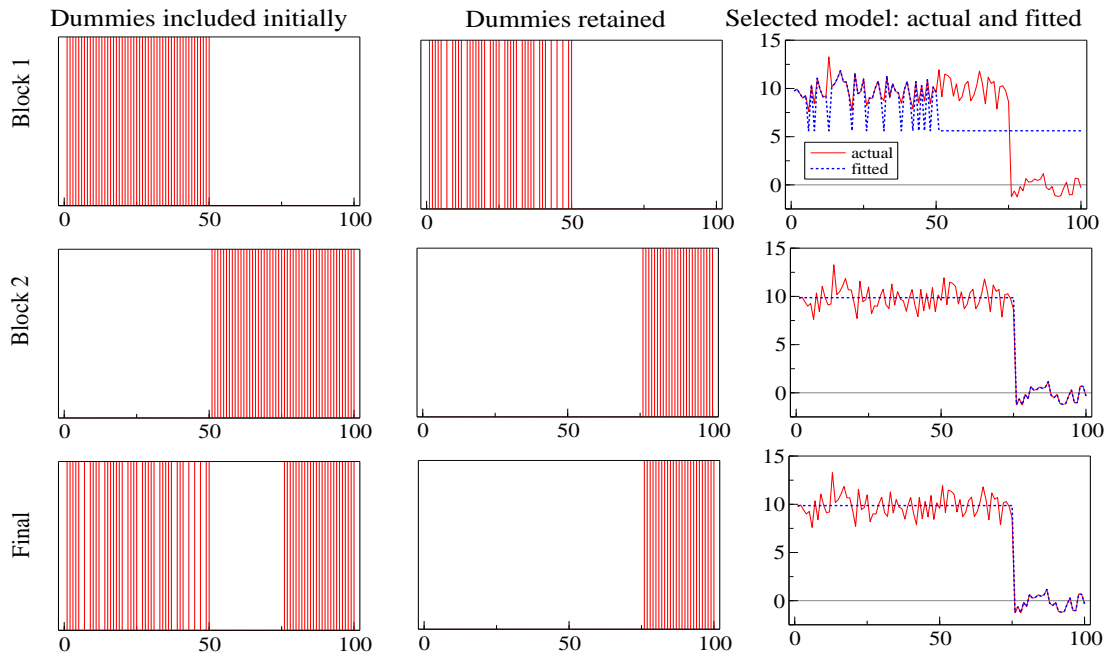 Dummies included initially
Dummies retained
Selected model: actual and fitted
Block 1
0 50 100
0 50 100
15
10
5
0
actual
fitted
0 50 100
Block 2
0 50 100
0 50 100
15
10
5
0
0 50 100
Final
0 50 100
0 50 100
15
10
5
0
0 50 100